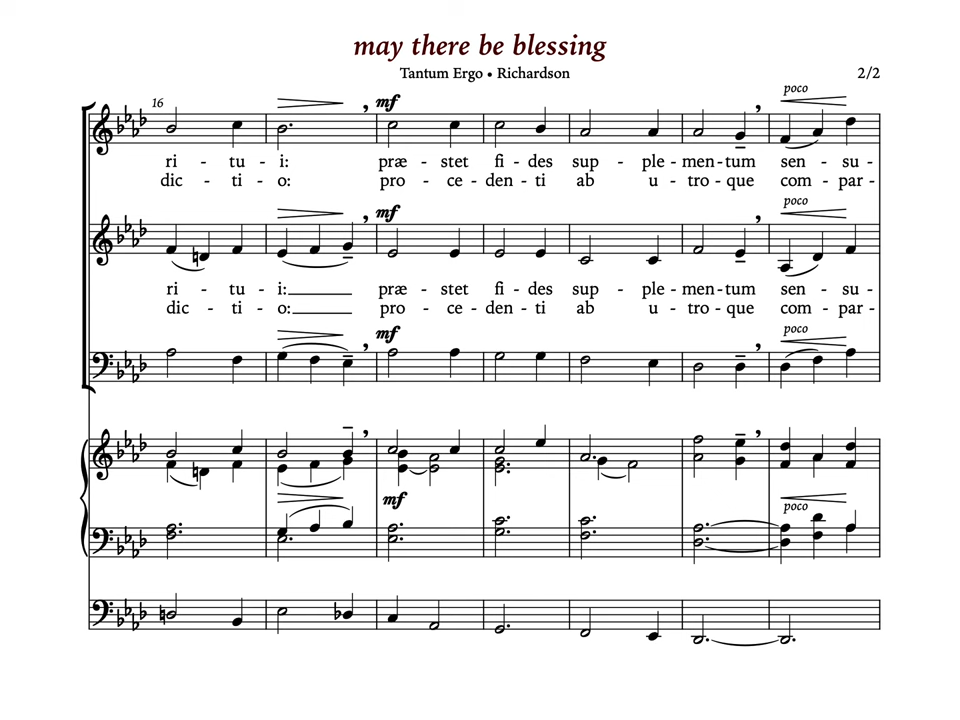 may there be blessing
Tantum Ergo • Richardson 2/2
16 mf poco
ri - tu - i: præ - stet fi - des sup - ple - men - tum sen - su -
dic - ti - o: pro - ce - den - ti ab u - tro - que com - par -
mf poco
ri - tu - i: præ - stet fi - des sup - ple - men - tum sen - su -
dic - ti - o: pro - ce - den - ti ab u - tro - que com - par -
mf poco
mf poco